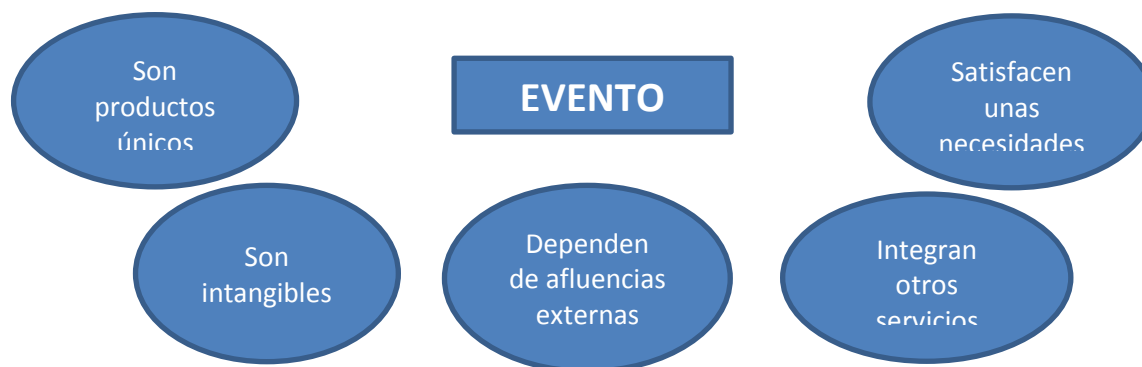 Son
productos
únicos
EVENTO
Satisfacen
unas
necesidades
Son
intangibles
Dependen
de afluencias
externas
Integran
otros
servicios